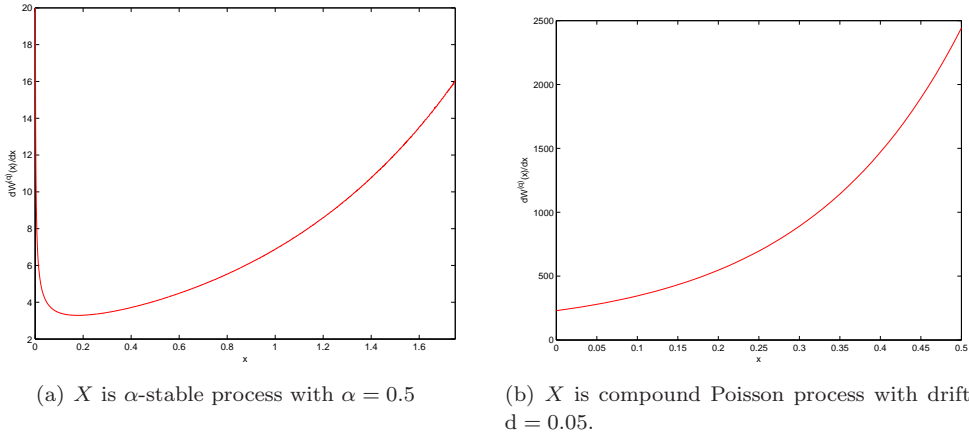 20
18
16
14
12
10
8
6
4
2
dW^(q)(x)/dx
0 0.2 0.4 0.6 0.8 1 1.2 1.4 1.6
x
(a) X is α-stable process with α = 0.5
2500
2000
1500
1000
500
0
dW^(q)(x)/dx
0 0.05 0.1 0.15 0.2 0.25 0.3 0.35 0.4 0.45 0.5
x
(b) X is compound Poisson process with drift
d = 0.05.